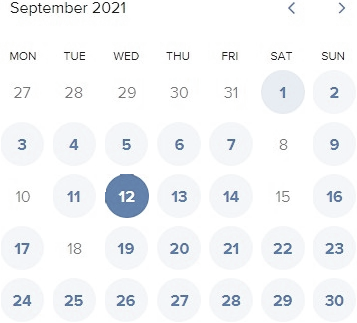 September 2021
MON TUE WED THU FRI SAT SUN
27 28 29 30 31 1 2
3 4 5 6 7 8 9
10 11 12 13 14 15 16
17 18 19 20 21 22 23
24 25 26 27 28 29 30